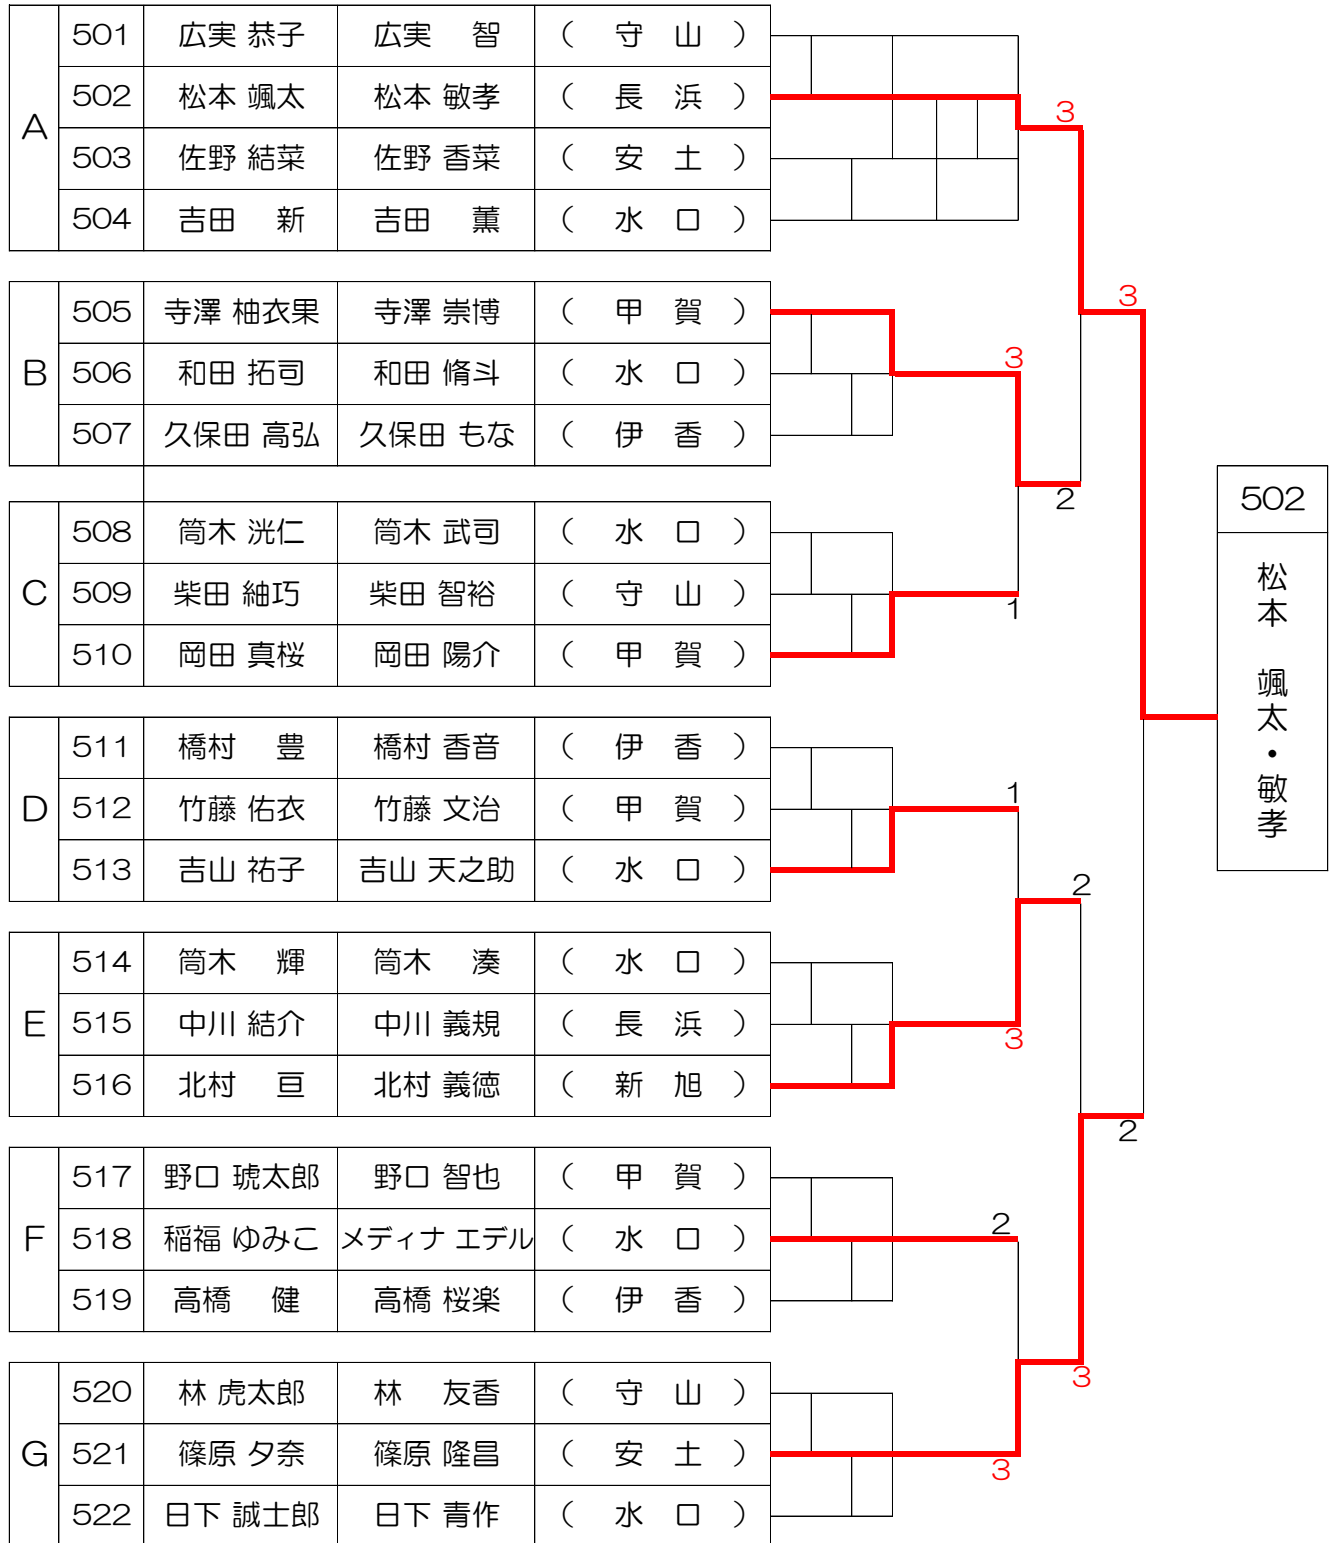 A
501 広実 恭子 広実 智 ( 守 山 )
502 松本 颯太 松本 敏孝 ( 長 浜 )
503 佐野 結菜 佐野 香菜 ( 安 土 )
504 吉田 新 吉田 薫 ( 水 口 )
3
B
505 寺澤 柚衣果 寺澤 崇博 ( 甲 賀 )
506 和田 拓司 和田 脩斗 ( 水 口 )
507 久保田 高弘 久保田 もな ( 伊 香 )
3
3
2
C
508 筒木 洸仁 筒木 武司 ( 水 口 )
509 柴田 紬巧 柴田 智裕 ( 守 山 )
510 岡田 真桜 岡田 陽介 ( 甲 賀 )
1
502
松本 颯太・敏孝
D
511 橋村 豊 橋村 香音 ( 伊 香 )
512 竹藤 佑衣 竹藤 文治 ( 甲 賀 )
513 吉山 祐子 吉山 天之助 ( 水 口 )
1
2
E
514 筒木 輝 筒木 湊 ( 水 口 )
515 中川 結介 中川 義規 ( 長 浜 )
516 北村 亘 北村 義徳 ( 新 旭 )
3
2
F
517 野口 琥太郎 野口 智也 ( 甲 賀 )
518 稲福 ゆみこ メディナ エデル ( 水 口 )
519 高橋 健 高橋 桜楽 ( 伊 香 )
2
3
G
520 林 虎太郎 林 友香 ( 守 山 )
521 篠原 夕奈 篠原 隆昌 ( 安 土 )
522 日下 誠士郎 日下 青作 ( 水 口 )
3